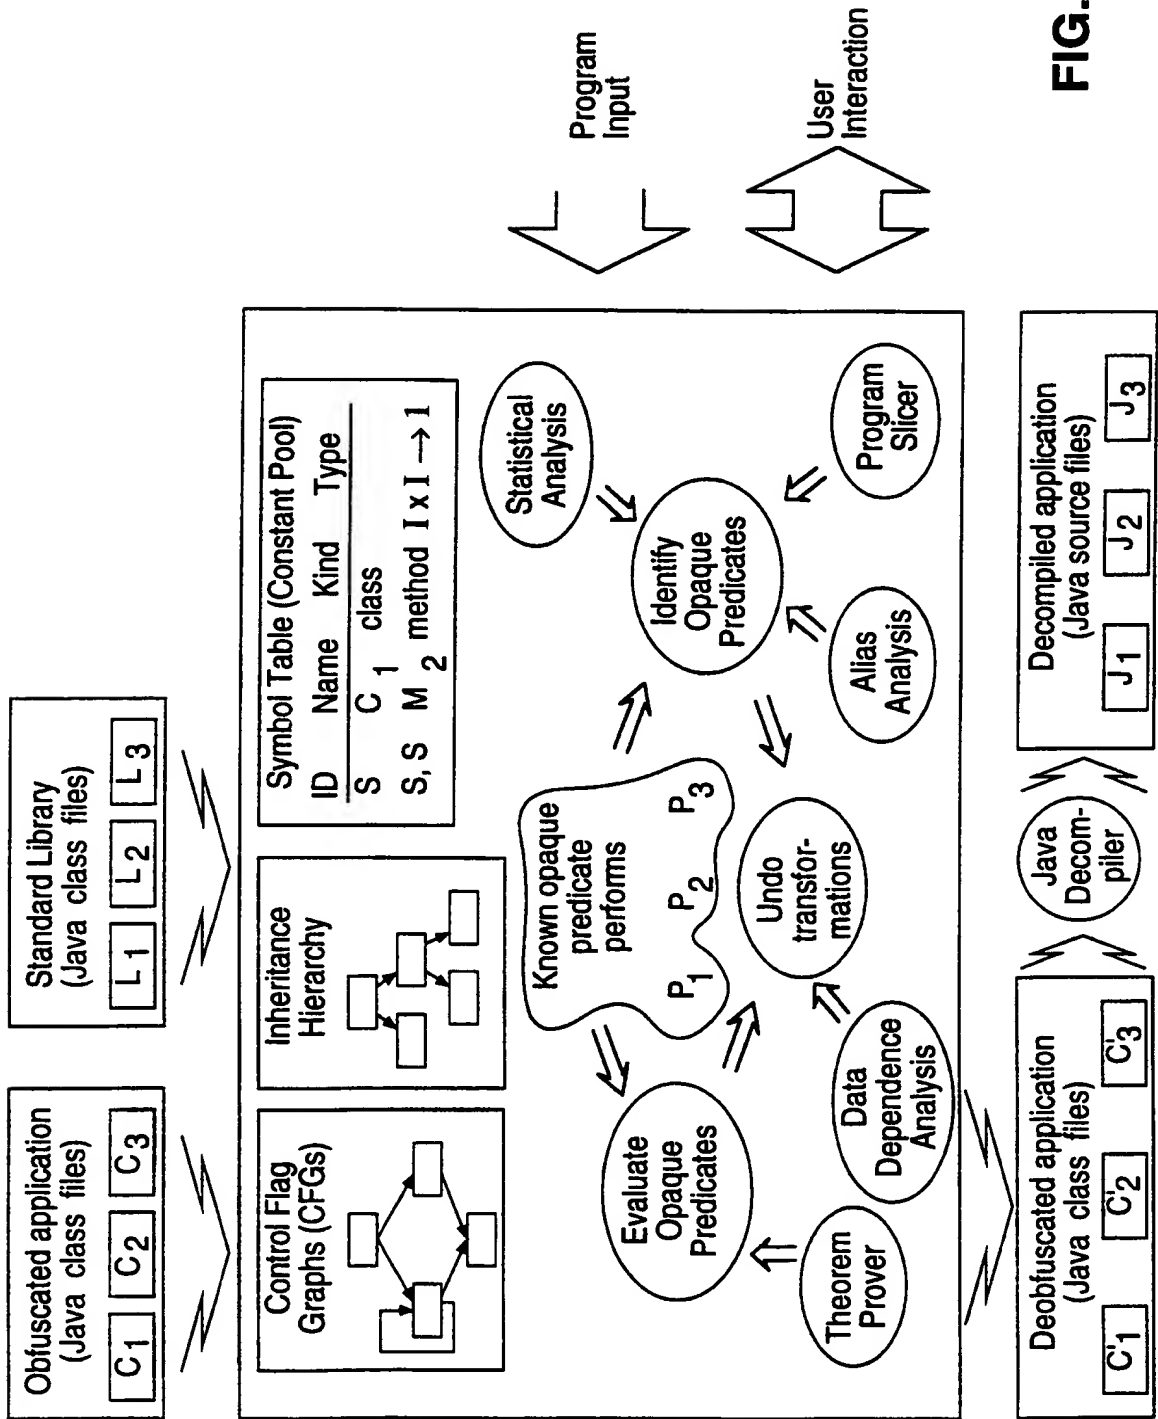 Obfuscated application
(Java class files)
C1 C2 C3
Standard Library
(Java class files)
L1 L2 L3
Control Flag
Graphs (CFGs)
Inheritance
Hierarchy
Symbol Table (Constant Pool)
ID Name Kind Type
S C1 class
S, S M2 method I x I → 1
Program
Input
Known opaque
predicate
performs
P1 P2 P3
Statistical
Analysis
Evaluate
Opaque
Predicates
Identify
Opaque
Predicates
User
Interaction
Undo
transfor-
mations
Theorem
Prover
Data
Dependence
Analysis
Alias
Analysis
Program
Slicer
Deobfuscated application
(Java class files)
C'1 C'2 C'3
Java
Decom-
piler
Decompiled application
(Java source files)
J1 J2 J3
FIG.